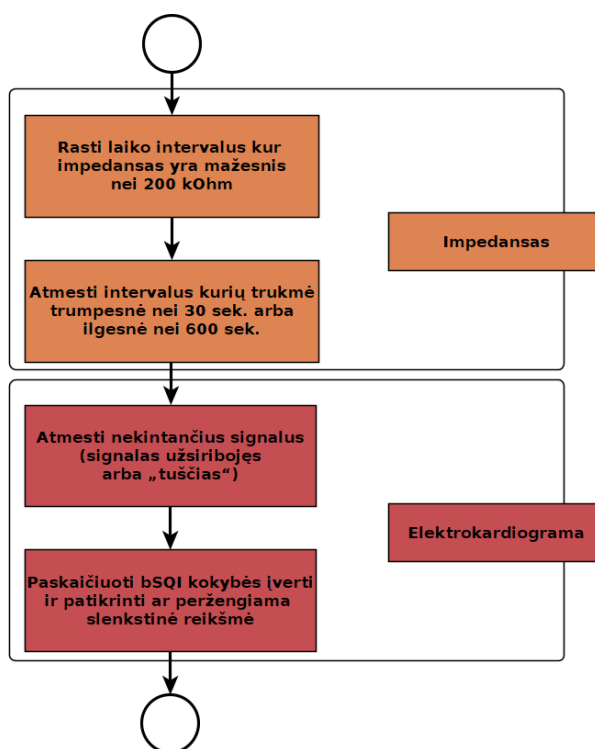 Rasti laiko intervalus kur
impedansas yra mažesnis
nei 200 kOhm
Impedansas
Atmesti intervalus kurių trukmė
trumpesnė nei 30 sek. arba
ilgesnė nei 600 sek.
Atmesti nekintančius signalus
(signalas užsiribojęs
arba „tuščias“)
Elektrokardiograma
Paskaičiuoti bSQI kokybės įverti
ir patikrinti ar peržengiama
slenkstinė reikšmė